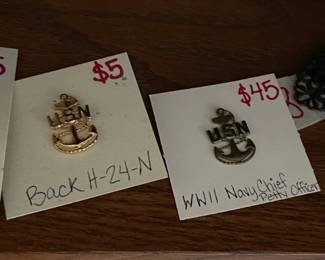 $5
USN
Back H-24-N
$45
USN
WWII Navy Chief
Petty Officer